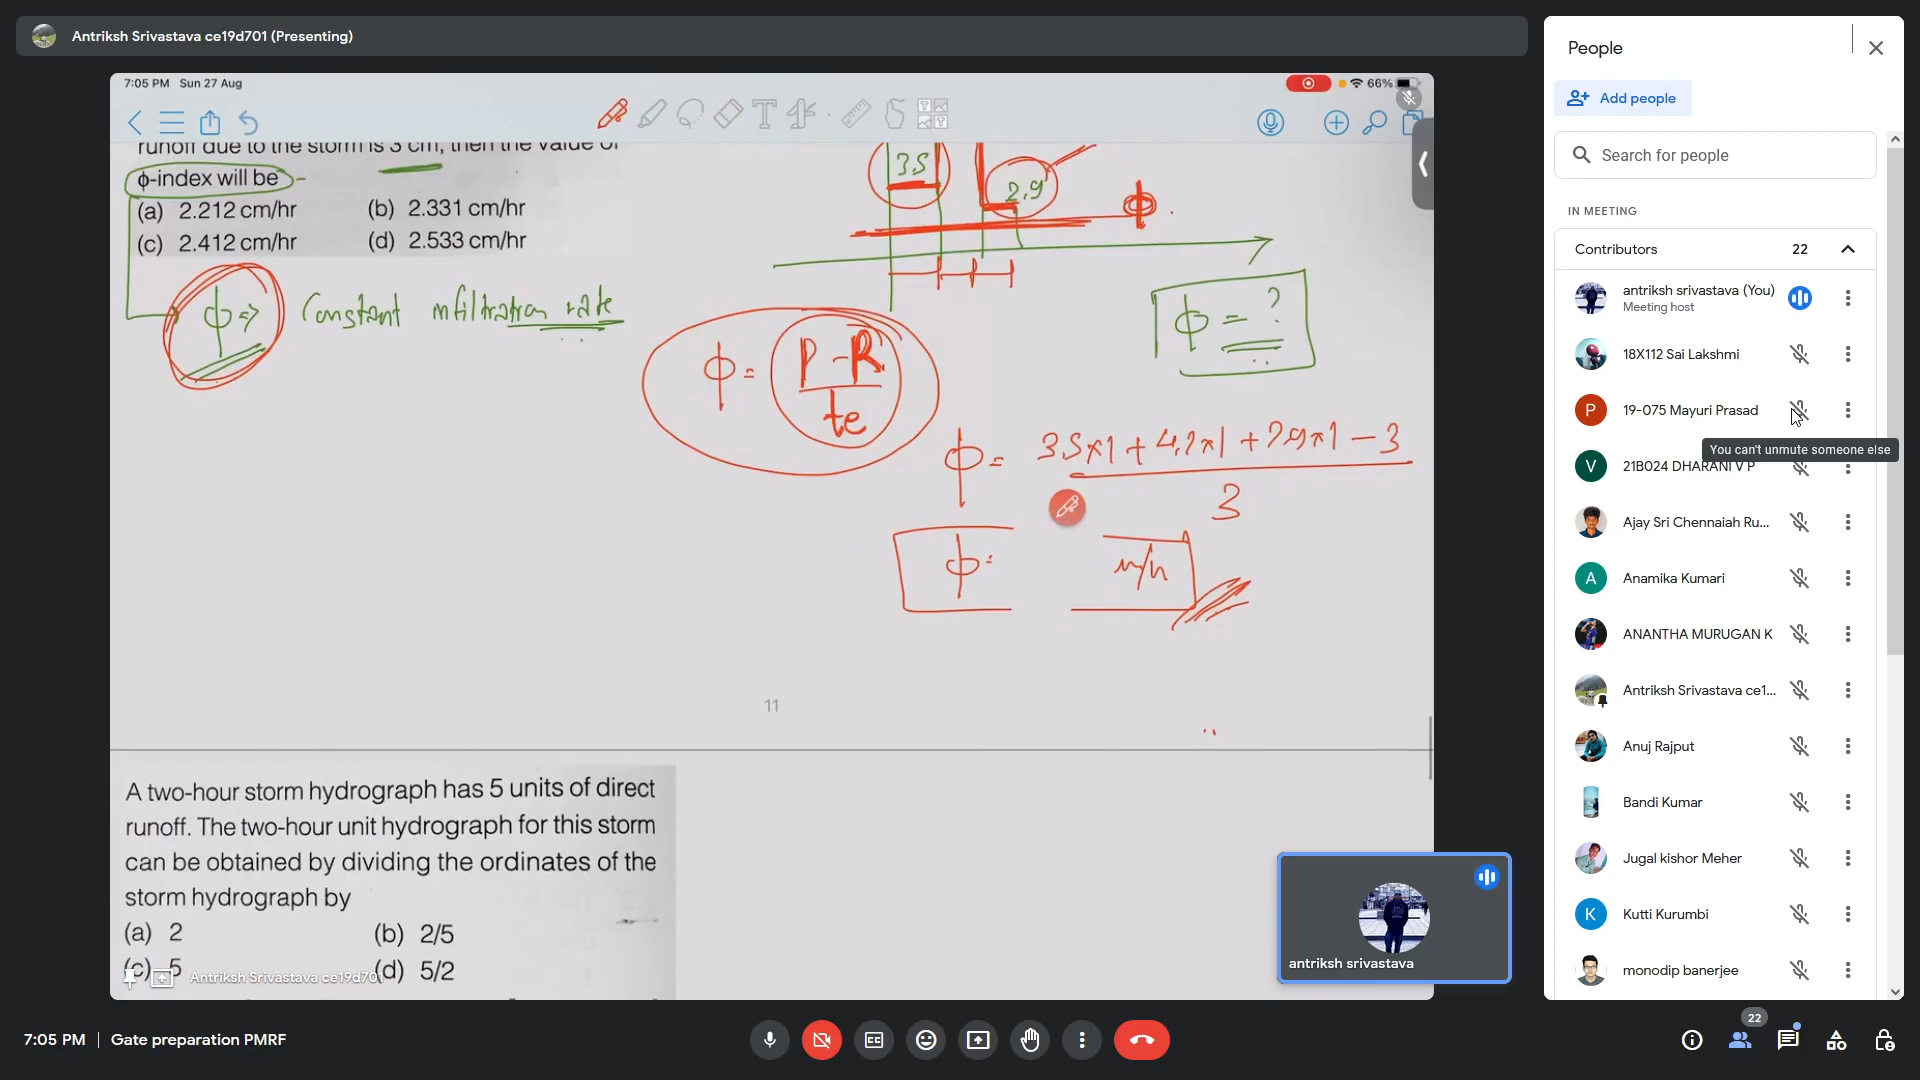 Antriksh Srivastava ce19d701 (Presenting)
7:05 PM Sun 27 Aug
66%
runoff due to the storm is 3 cm, then the value of
ϕ-index will be
(a) 2.212 cm/hr (b) 2.331 cm/hr
(c) 2.412 cm/hr (d) 2.533 cm/hr
3.5
2.9
ϕ
ϕ ⇒ Constant infiltration rate
ϕ = ?
ϕ = P - R
te
ϕ = 3.5x1 + 4.2x1 + 2.9x1 - 3
3
ϕ =
11
A two-hour storm hydrograph has 5 units of direct
runoff. The two-hour unit hydrograph for this storm
can be obtained by dividing the ordinates of the
storm hydrograph by
(a) 2 (b) 2/5
(c) 5 (d) 5/2
Antriksh Srivastava ce19d701
antriksh srivastava
People
Add people
Search for people
IN MEETING
Contributors 22
antriksh srivastava (You)
Meeting host
18X112 Sai Lakshmi
P 19-075 Mayuri Prasad
You can't unmute someone else
V 21B024 DHARANI V P
Ajay Sri Chennaiah Ru...
A Anamika Kumari
ANANTHA MURUGAN K
Antriksh Srivastava ce1...
Anuj Rajput
Bandi Kumar
Jugal kishor Meher
K Kutti Kurumbi
monodip banerjee
7:05 PM | Gate preparation PMRF
22